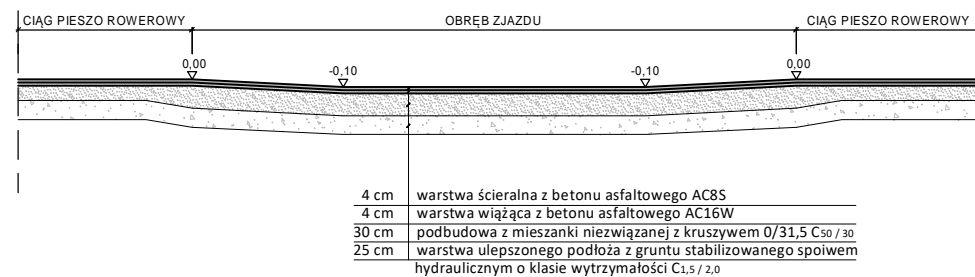 CIĄG PIESZO ROWEROWY OBRĘB ZJAZDU CIĄG PIESZO ROWEROWY
0,00 -0,10 -0,10 0,00
4 cm warstwa ścieralna z betonu asfaltowego AC8S
4 cm warstwa wiążąca z betonu asfaltowego AC16W
30 cm podbudowa z mieszanki niezwiązanej z kruszywem 0/31,5 C50 / 30
25 cm warstwa ulepszonego podłoża z gruntu stabilizowanego spoiwem
hydraulicznym o klasie wytrzymałości C1,5 / 2,0